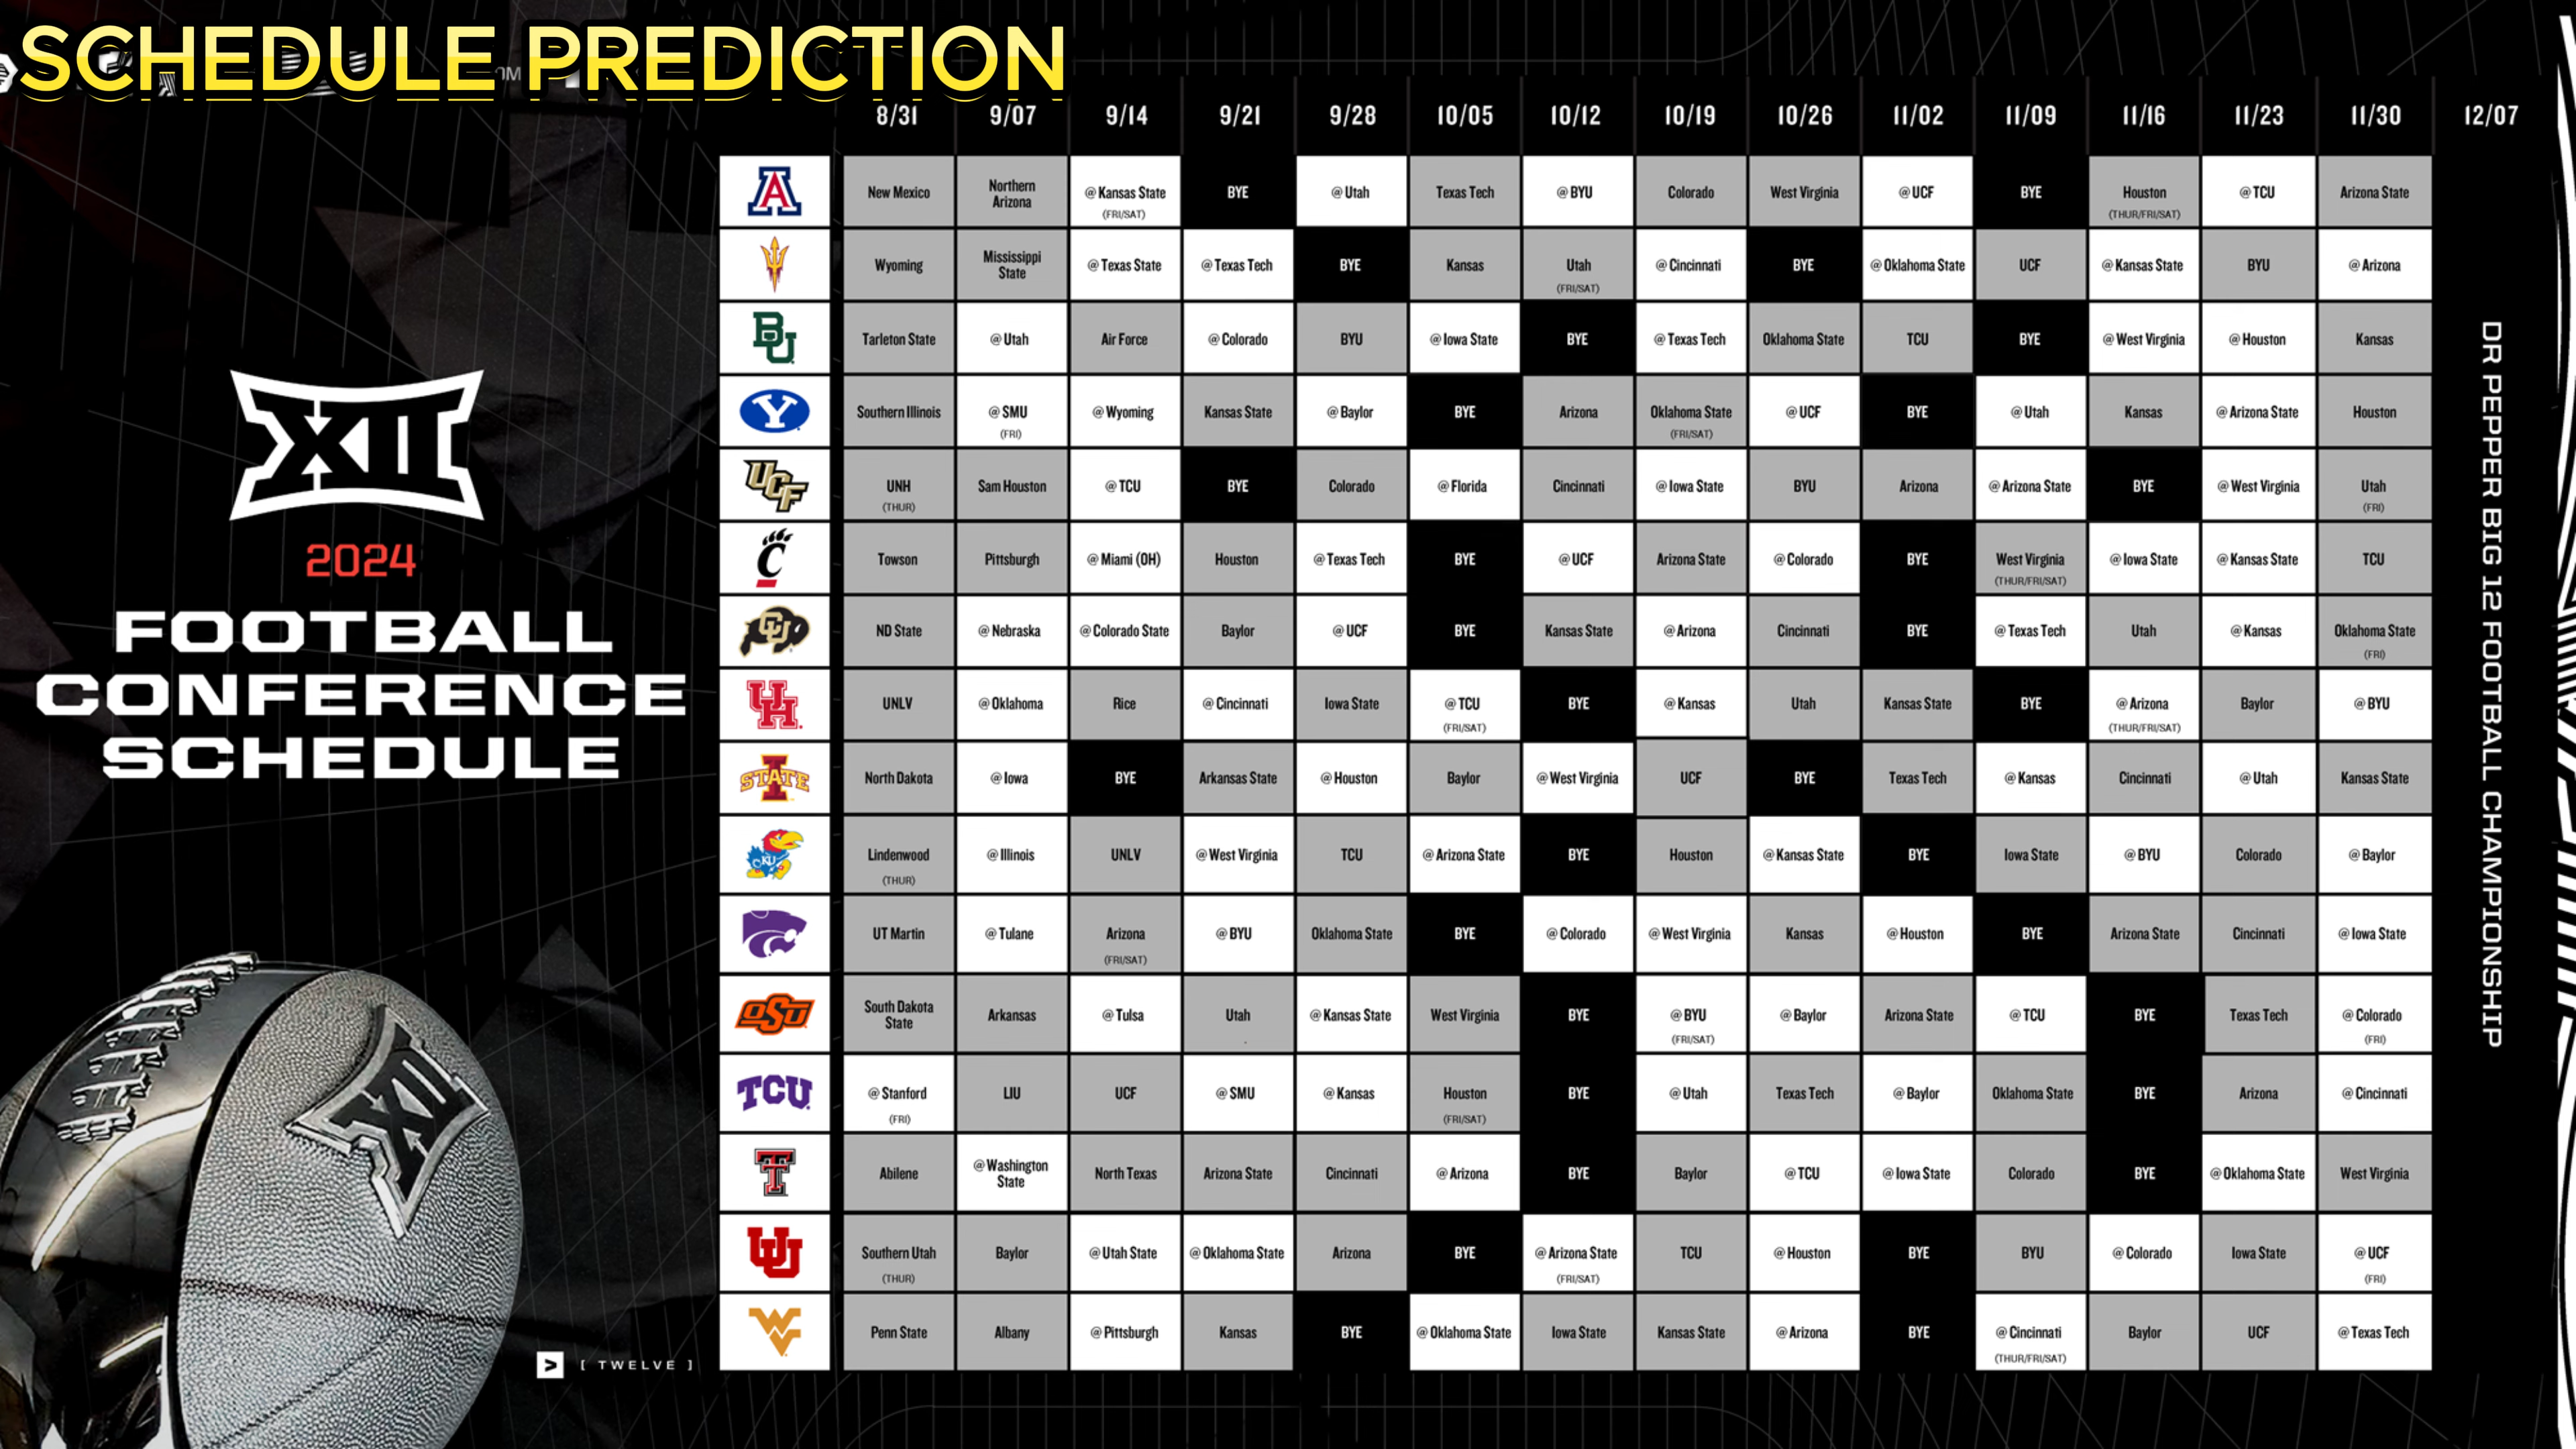 SCHEDULE PREDICTION
8/31 9/07 9/14 9/21 9/28 10/05 10/12 10/19 10/26 11/02 11/09 11/16 11/23 11/30 12/07
A New Mexico Northern Arizona @ Kansas State (FRI/SAT) BYE @ Utah Texas Tech @ BYU Colorado West Virginia @ UCF BYE Houston (THUR/FRI/SAT) @ TCU Arizona State
Wyoming Mississippi State @ Texas State @ Texas Tech BYE Kansas Utah (FRI/SAT) @ Cincinnati BYE @ Oklahoma State UCF @ Kansas State BYU @ Arizona
BU Tarleton State @ Utah Air Force @ Colorado BYU @ Iowa State BYE @ Texas Tech Oklahoma State TCU BYE @ West Virginia @ Houston Kansas
Y Southern Illinois @ SMU (FRI) @ Wyoming Kansas State @ Baylor BYE Arizona Oklahoma State (FRI/SAT) @ UCF BYE @ Utah Kansas @ Arizona State Houston
UCF UNH (THUR) Sam Houston @ TCU BYE Colorado @ Florida Cincinnati @ Iowa State BYU Arizona @ Arizona State BYE @ West Virginia Utah (FRI)
C Towson Pittsburgh @ Miami (OH) Houston @ Texas Tech BYE @ UCF Arizona State @ Colorado BYE West Virginia (THUR/FRI/SAT) @ Iowa State @ Kansas State TCU
CU ND State @ Nebraska @ Colorado State Baylor @ UCF BYE Kansas State @ Arizona Cincinnati BYE @ Texas Tech Utah @ Kansas Oklahoma State (FRI)
UH UNLV @ Oklahoma Rice @ Cincinnati Iowa State @ TCU (FRI/SAT) BYE @ Kansas Utah Kansas State BYE @ Arizona (THUR/FRI/SAT) Baylor @ BYU
I STATE North Dakota @ Iowa BYE Arkansas State @ Houston Baylor @ West Virginia UCF BYE Texas Tech @ Kansas Cincinnati @ Utah Kansas State
KU Lindenwood (THUR) @ Illinois UNLV @ West Virginia TCU @ Arizona State BYE Houston @ Kansas State BYE Iowa State @ BYU Colorado @ Baylor
UT Martin @ Tulane Arizona (FRI/SAT) @ BYU Oklahoma State BYE @ Colorado @ West Virginia Kansas @ Houston BYE Arizona State Cincinnati @ Iowa State
OSU South Dakota State Arkansas @ Tulsa Utah @ Kansas State West Virginia BYE @ BYU (FRI/SAT) @ Baylor Arizona State @ TCU BYE Texas Tech @ Colorado (FRI)
TCU @ Stanford (FRI) LIU UCF @ SMU @ Kansas Houston (FRI/SAT) BYE @ Utah Texas Tech @ Baylor Oklahoma State BYE Arizona @ Cincinnati
T Abilene @ Washington State North Texas Arizona State Cincinnati @ Arizona BYE Baylor @ TCU @ Iowa State Colorado BYE @ Oklahoma State West Virginia
U Southern Utah (THUR) Baylor @ Utah State @ Oklahoma State Arizona BYE @ Arizona State (FRI/SAT) TCU @ Houston BYE BYU @ Colorado Iowa State @ UCF (FRI)
WV Penn State Albany @ Pittsburgh Kansas BYE @ Oklahoma State Iowa State Kansas State @ Arizona BYE @ Cincinnati (THUR/FRI/SAT) Baylor UCF @ Texas Tech
XII
2024
FOOTBALL
CONFERENCE
SCHEDULE
XII
> [ TWELVE ]
DR PEPPER BIG 12 FOOTBALL CHAMPIONSHIP